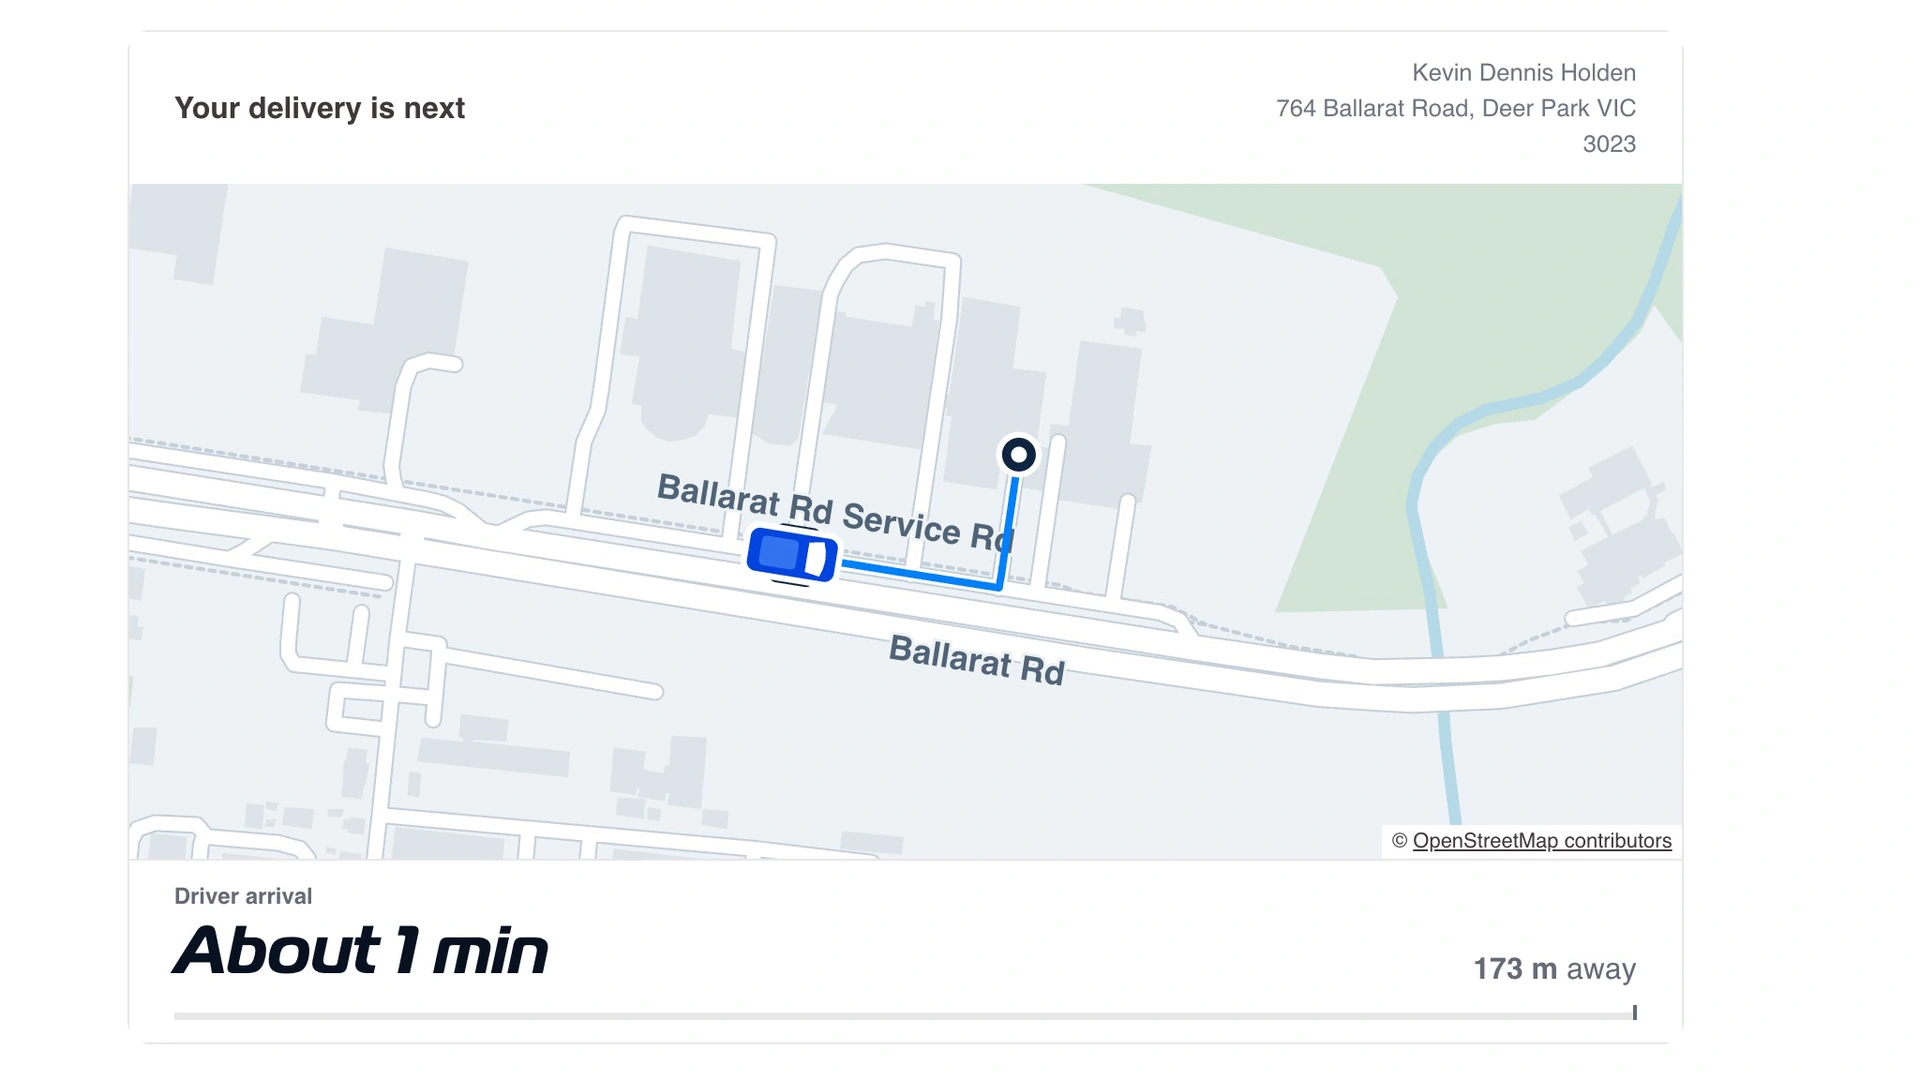 Your delivery is next
Kevin Dennis Holden
764 Ballarat Road, Deer Park VIC
3023
Ballarat Rd Service Rd
Ballarat Rd
© OpenStreetMap contributors
Driver arrival
About 1 min
173 m away